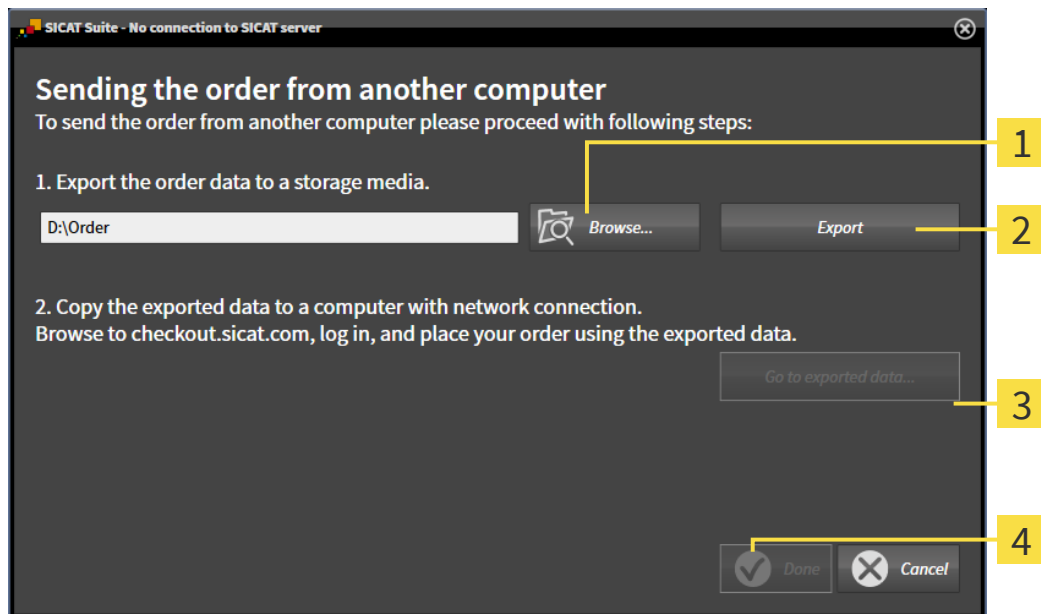 SICAT Suite - No connection to SICAT server
Sending the order from another computer
To send the order from another computer please proceed with following steps:
1
1. Export the order data to a storage media.
D:\Order
Browse...
Export
2
2. Copy the exported data to a computer with network connection.
Browse to checkout.sicat.com, log in, and place your order using the exported data.
Go to exported data...
3
4
Done
Cancel